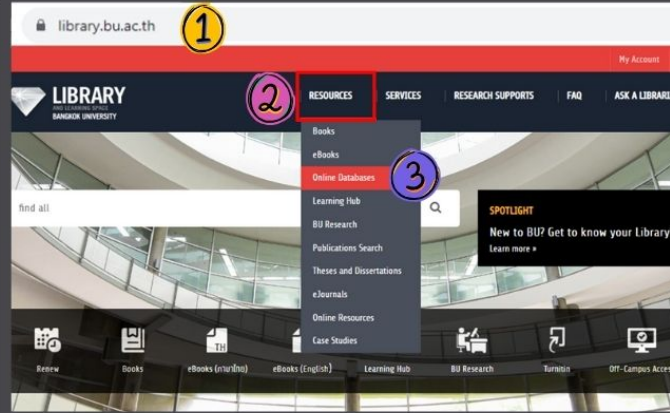 library.bu.ac.th
1
My Account
LIBRARY
AND LEARNING SPACE
BANGKOK UNIVERSITY
2
RESOURCES
SERVICES
RESEARCH SUPPORTS
FAQ
ASK A LIBRARI
Books
eBooks
Online Databases
3
Learning Hub
BU Research
Publications Search
Theses and Dissertations
eJournals
Online Resources
Case Studies
find all
SPOTLIGHT
New to BU? Get to know your Library
Learn more »
TH
Renew
Books
eBooks (ภาษาไทย)
eBooks (English)
Learning Hub
BU Research
Turnitin
Off-Campus Acces